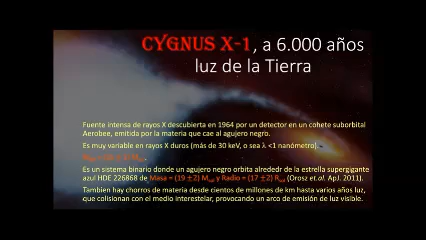 CYGNUS X-1, a 6.000 años
luz de la Tierra
Fuente intensa de rayos X descubierta en 1964 por un detector en un cohete suborbital
Aerobee, emitido por la materia que cae al agujero negro.
Es muy variable en rayos X duros (más de 30 keV, o sea λ <1 nanómetro).
Es un sistema binario donde un agujero negro orbita alrededr de la estrella supergigante
azul HDE 226868 de Masa = (19 ±2) M y Radio = (17 ±2) R (Orosz et.al. ApJ. 2011).
Tambien hay chorros de materia desde cientos de millones de km hasta varios años luz,
que colisionan con el medio interestelar, provocando un arco de emisión de luz visible.